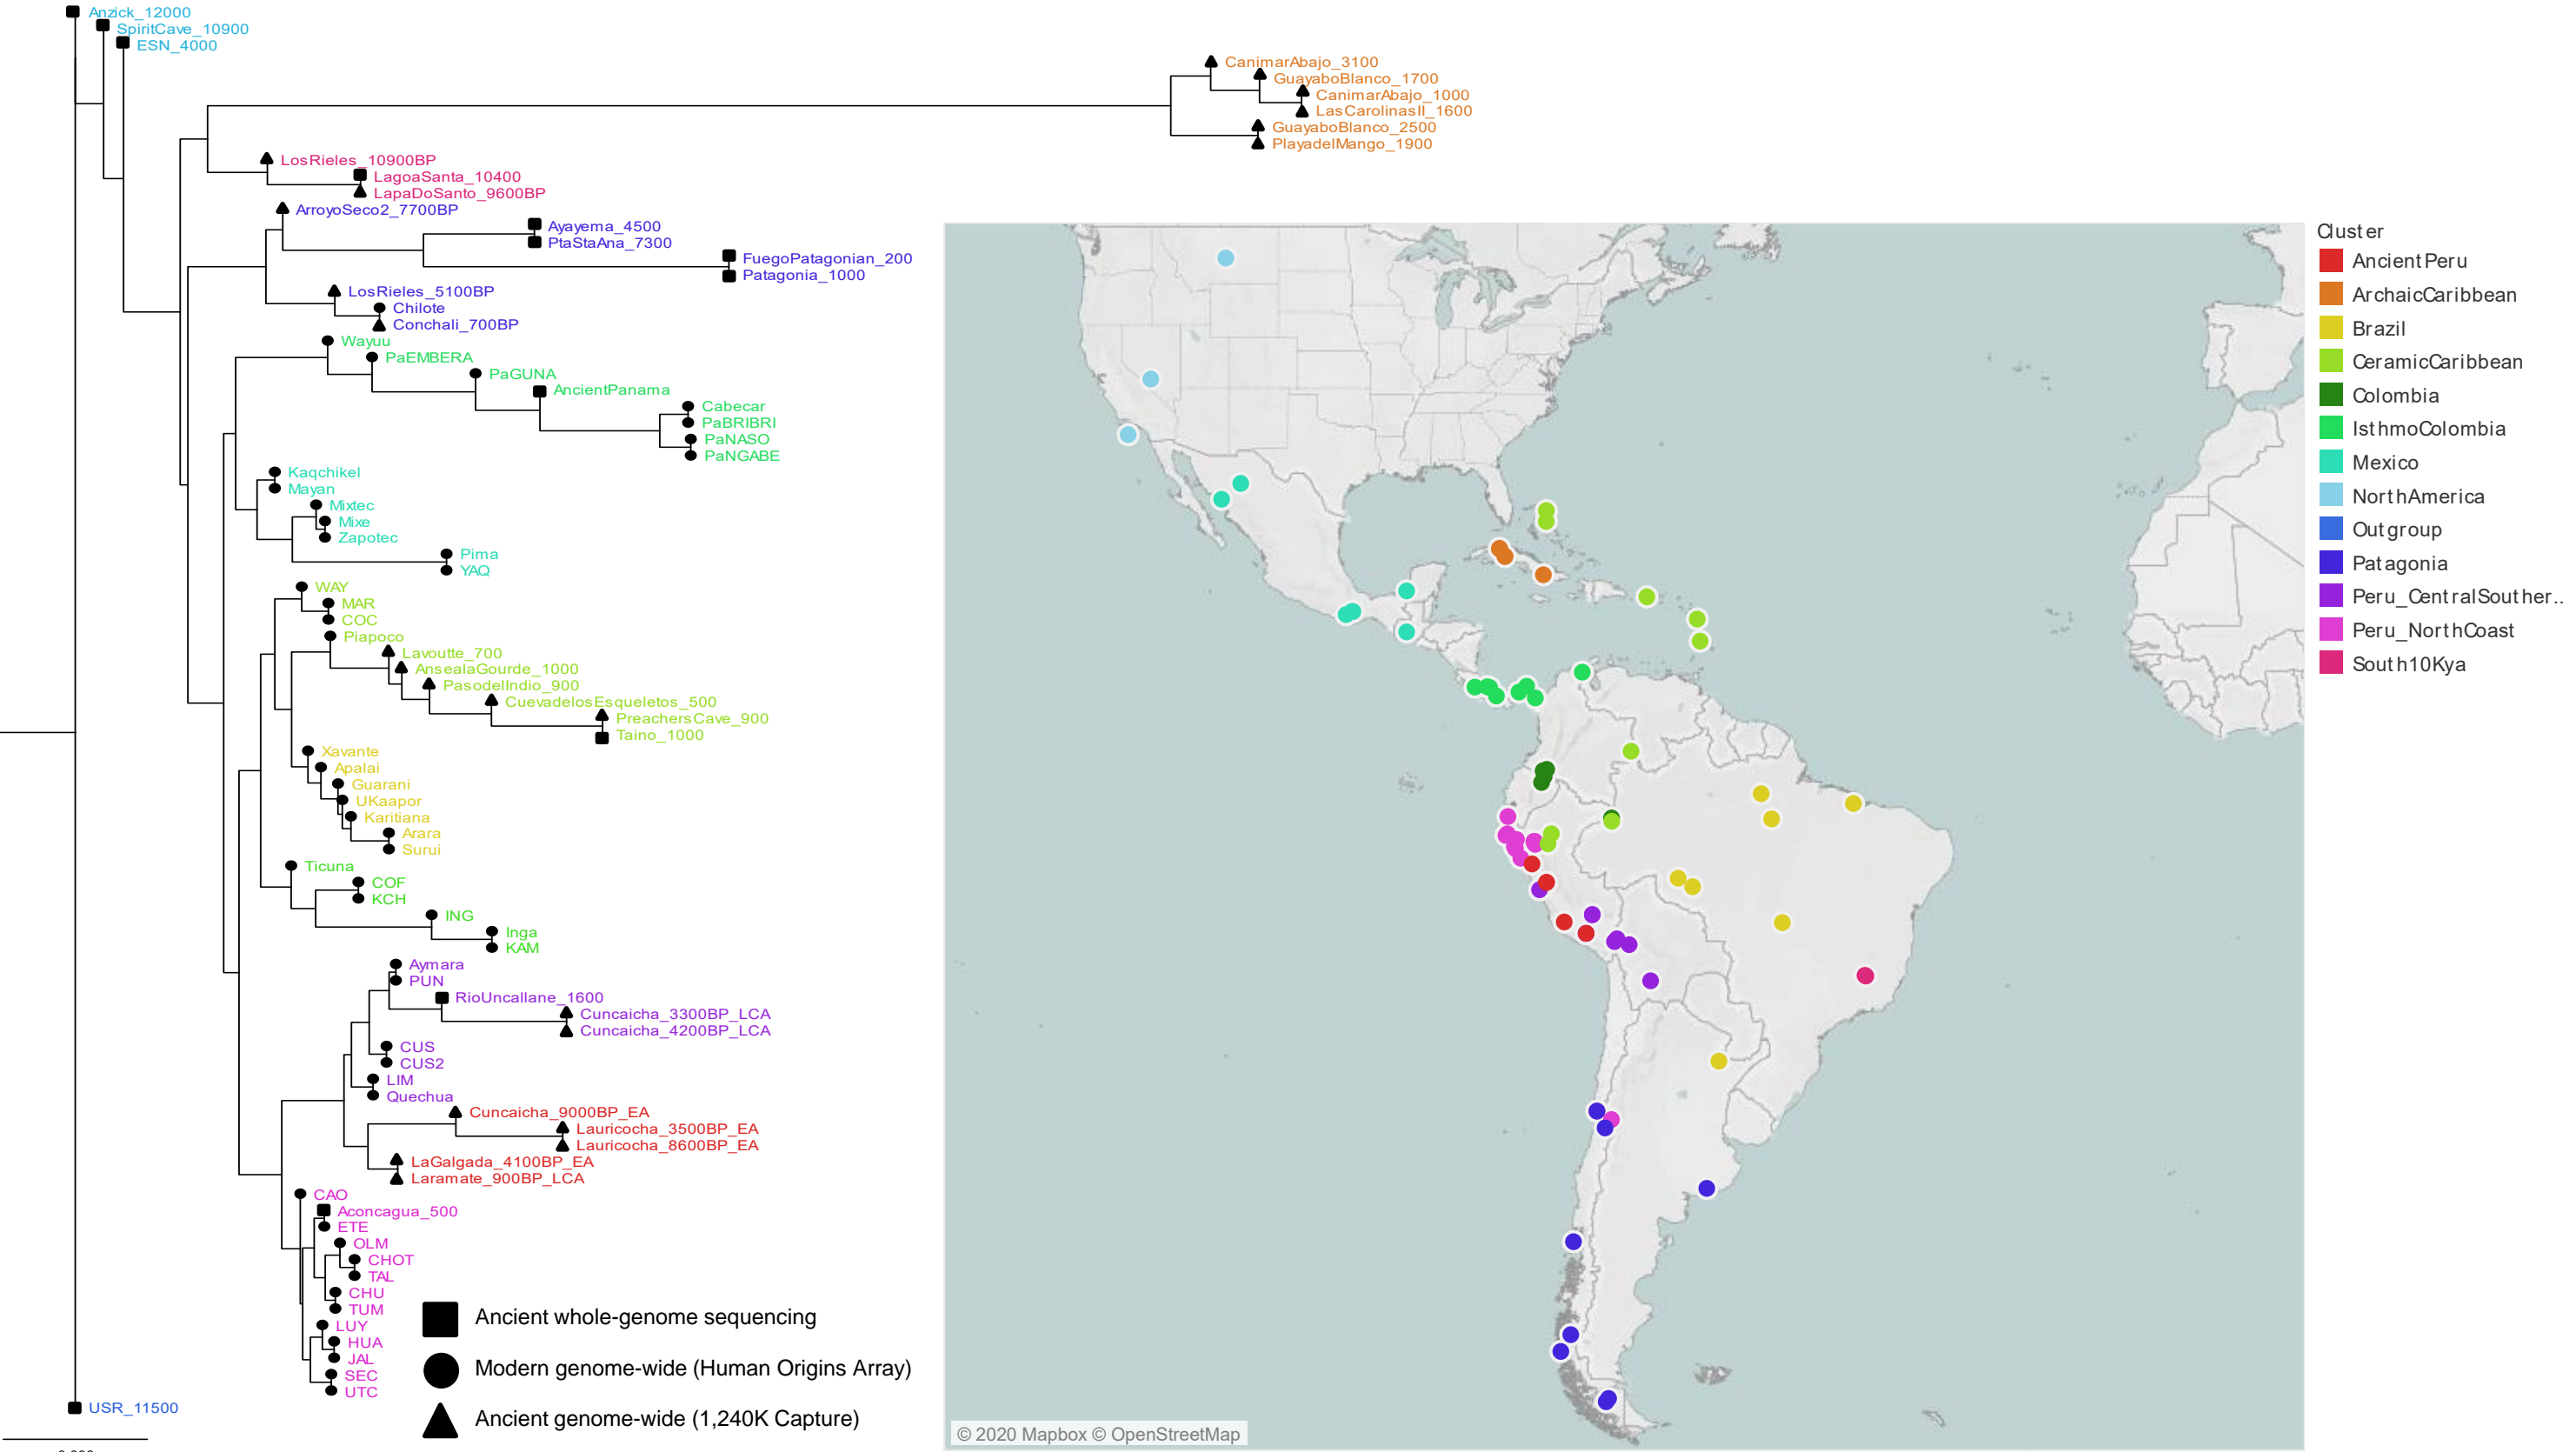 Anzick_12000
SpiritCave_10900
ESN_4000
CanimarAbajo_3100
GuayaboBlanco_1700
CanimarAbajo_1000
LasCarolinasII_1600
GuayaboBlanco_2500
PlayadelMango_1900
LosRieles_10900BP
LagoaSanta_10400
LapaDoSanto_9600BP
ArroyoSeco2_7700BP
Ayayema_4500
PtaStaAna_7300
FuegoPatagonian_200
Patagonia_1000
LosRieles_5100BP
Chilote
Conchali_700BP
Wayuu
PaEMBERA
PaGUNA
AncientPanama
Cabecar
PaBRIBRI
PaNASO
PaNGABE
Kaqchikel
Mayan
Mixtec
Mixe
Zapotec
Pima
YAQ
WAY
MAR
COC
Piapoco
Lavoutte_700
AnsealaGourde_1000
PasodelIndio_900
CuevadelosEsqueletos_500
PreachersCave_900
Taino_1000
Xavante
Apalai
Guarani
UKaapor
Karitiana
Arara
Surui
Ticuna
COF
KCH
ING
Inga
KAM
Aymara
PUN
RioUncallane_1600
Cuncaicha_3300BP_LCA
Cuncaicha_4200BP_LCA
CUS
CUS2
LIM
Quechua
Cuncaicha_9000BP_EA
Lauricocha_3500BP_EA
Lauricocha_8600BP_EA
LaGalgada_4100BP_EA
Laramate_900BP_LCA
CAO
Aconcagua_500
ETE
OLM
CHOT
TAL
CHU
TUM
LUY
HUA
JAL
SEC
UTC
USR_11500
Ancient whole-genome sequencing
Modern genome-wide (Human Origins Array)
Ancient genome-wide (1,240K Capture)
© 2020 Mapbox © OpenStreetMap
Cluster
AncientPeru
ArchaicCaribbean
Brazil
CeramicCaribbean
Colombia
IsthmoColombia
Mexico
NorthAmerica
Outgroup
Patagonia
Peru_CentralSouther..
Peru_NorthCoast
South10Kya